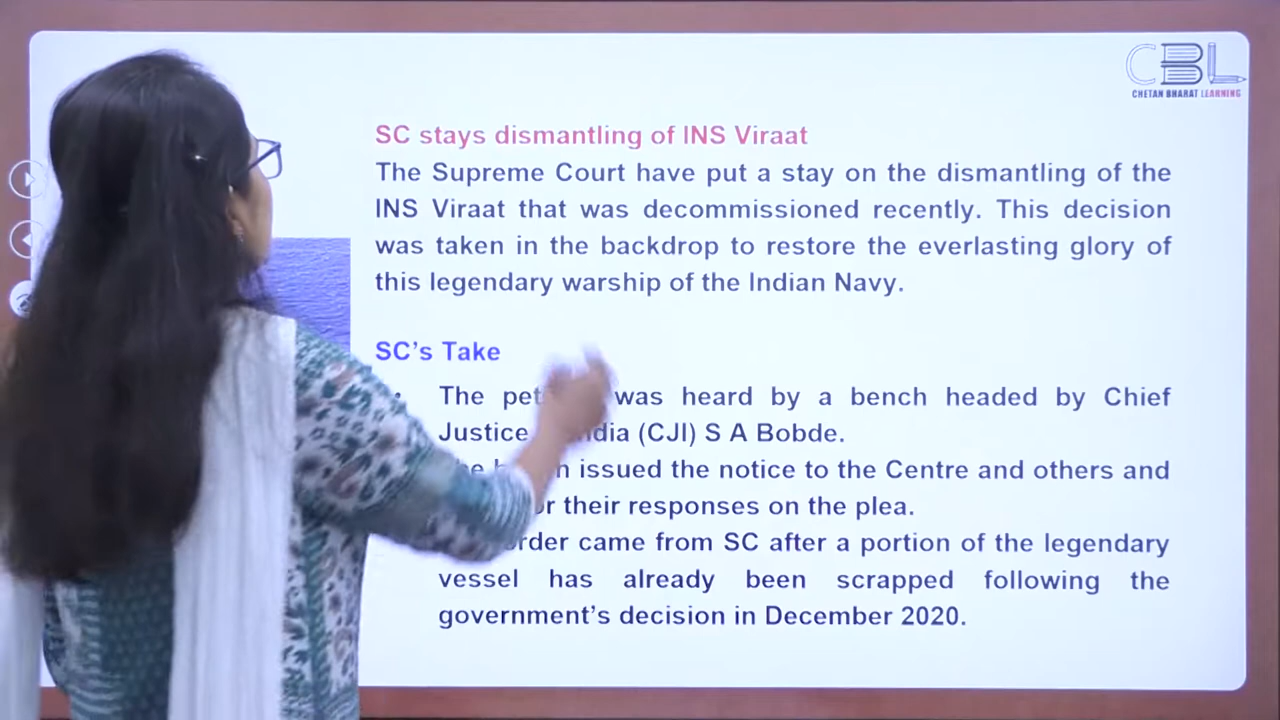 CBL
CHETAN BHARAT LEARNING
SC stays dismantling of INS Viraat
The Supreme Court have put a stay on the dismantling of the
INS Viraat that was decommissioned recently. This decision
was taken in the backdrop to restore the everlasting glory of
this legendary warship of the Indian Navy.
SC's Take
The was heard by a bench headed by Chief
Justice (CJI) S A Bobde.
issued the notice to the Centre and others and
their responses on the plea.
came from SC after a portion of the legendary
vessel has already been scrapped following the
government's decision in December 2020.